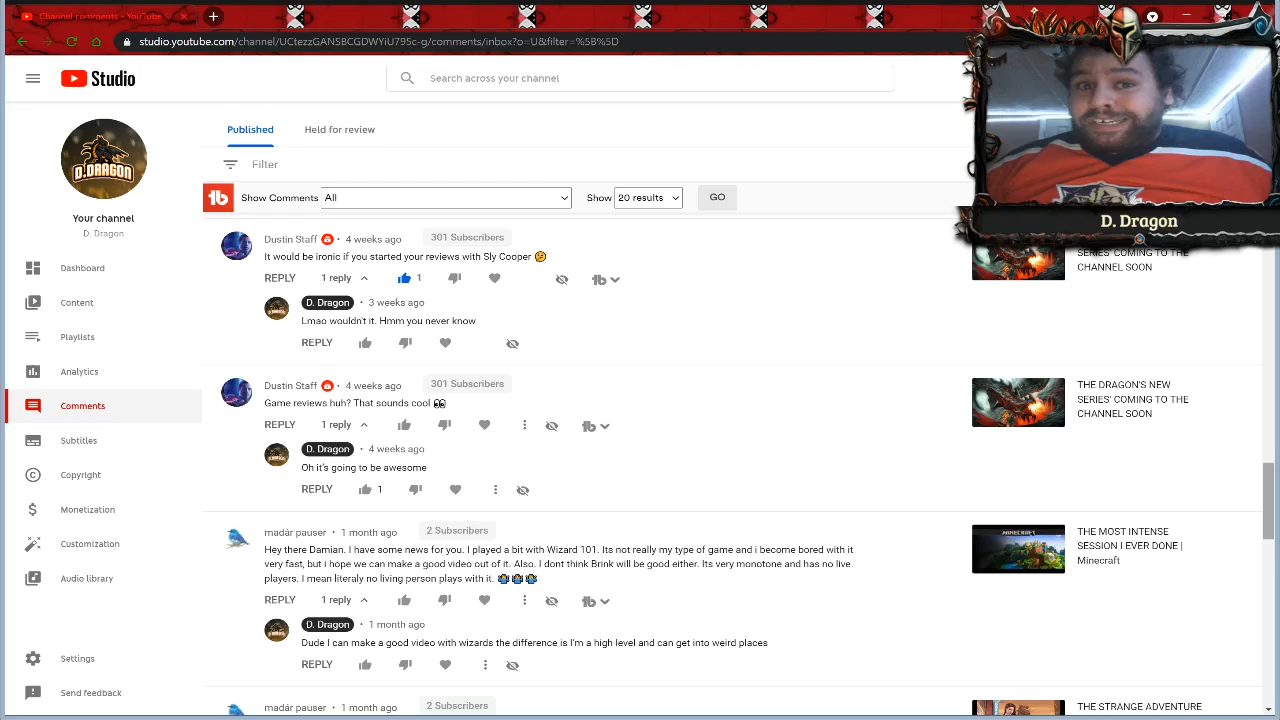 Channel comments - YouTube S
studio.youtube.com/channel/UCtezzGANSBCGDWYiU795c-g/comments/inbox?o=U&filter=%5B%5D
Studio
Search across your channel
D.DRAGON
Your channel
D. Dragon
Dashboard
Content
Playlists
Analytics
Comments
Subtitles
Copyright
Monetization
Customization
Audio library
Settings
Send feedback
Published
Held for review
Filter
Show Comments All Show 20 results GO
D. Dragon
Dustin Staff • 4 weeks ago 301 Subscribers
It would be ironic if you started your reviews with Sly Cooper
REPLY 1 reply 1
D. Dragon • 3 weeks ago
Lmao wouldn't it. Hmm you never know
REPLY
SERIES' COMING TO THE
CHANNEL SOON
Dustin Staff • 4 weeks ago 301 Subscribers
Game reviews huh? That sounds cool
REPLY 1 reply
D. Dragon • 4 weeks ago
Oh it's going to be awesome
REPLY 1
THE DRAGON'S NEW
SERIES' COMING TO THE
CHANNEL SOON
madár pauser • 1 month ago 2 Subscribers
Hey there Damian. I have some news for you. I played a bit with Wizard 101. Its not really my type of game and i become bored with it
very fast, but i hope we can make a good video out of it. Also. I dont think Brink will be good either. Its very monotone and has no live
players. I mean literaly no living person plays with it.
REPLY 1 reply
D. Dragon • 1 month ago
Dude I can make a good video with wizards the difference is I'm a high level and can get into weird places
REPLY
MINECRAFT
THE MOST INTENSE
SESSION I EVER DONE |
Minecraft
madár pauser • 1 month ago 2 Subscribers
THE STRANGE ADVENTURE